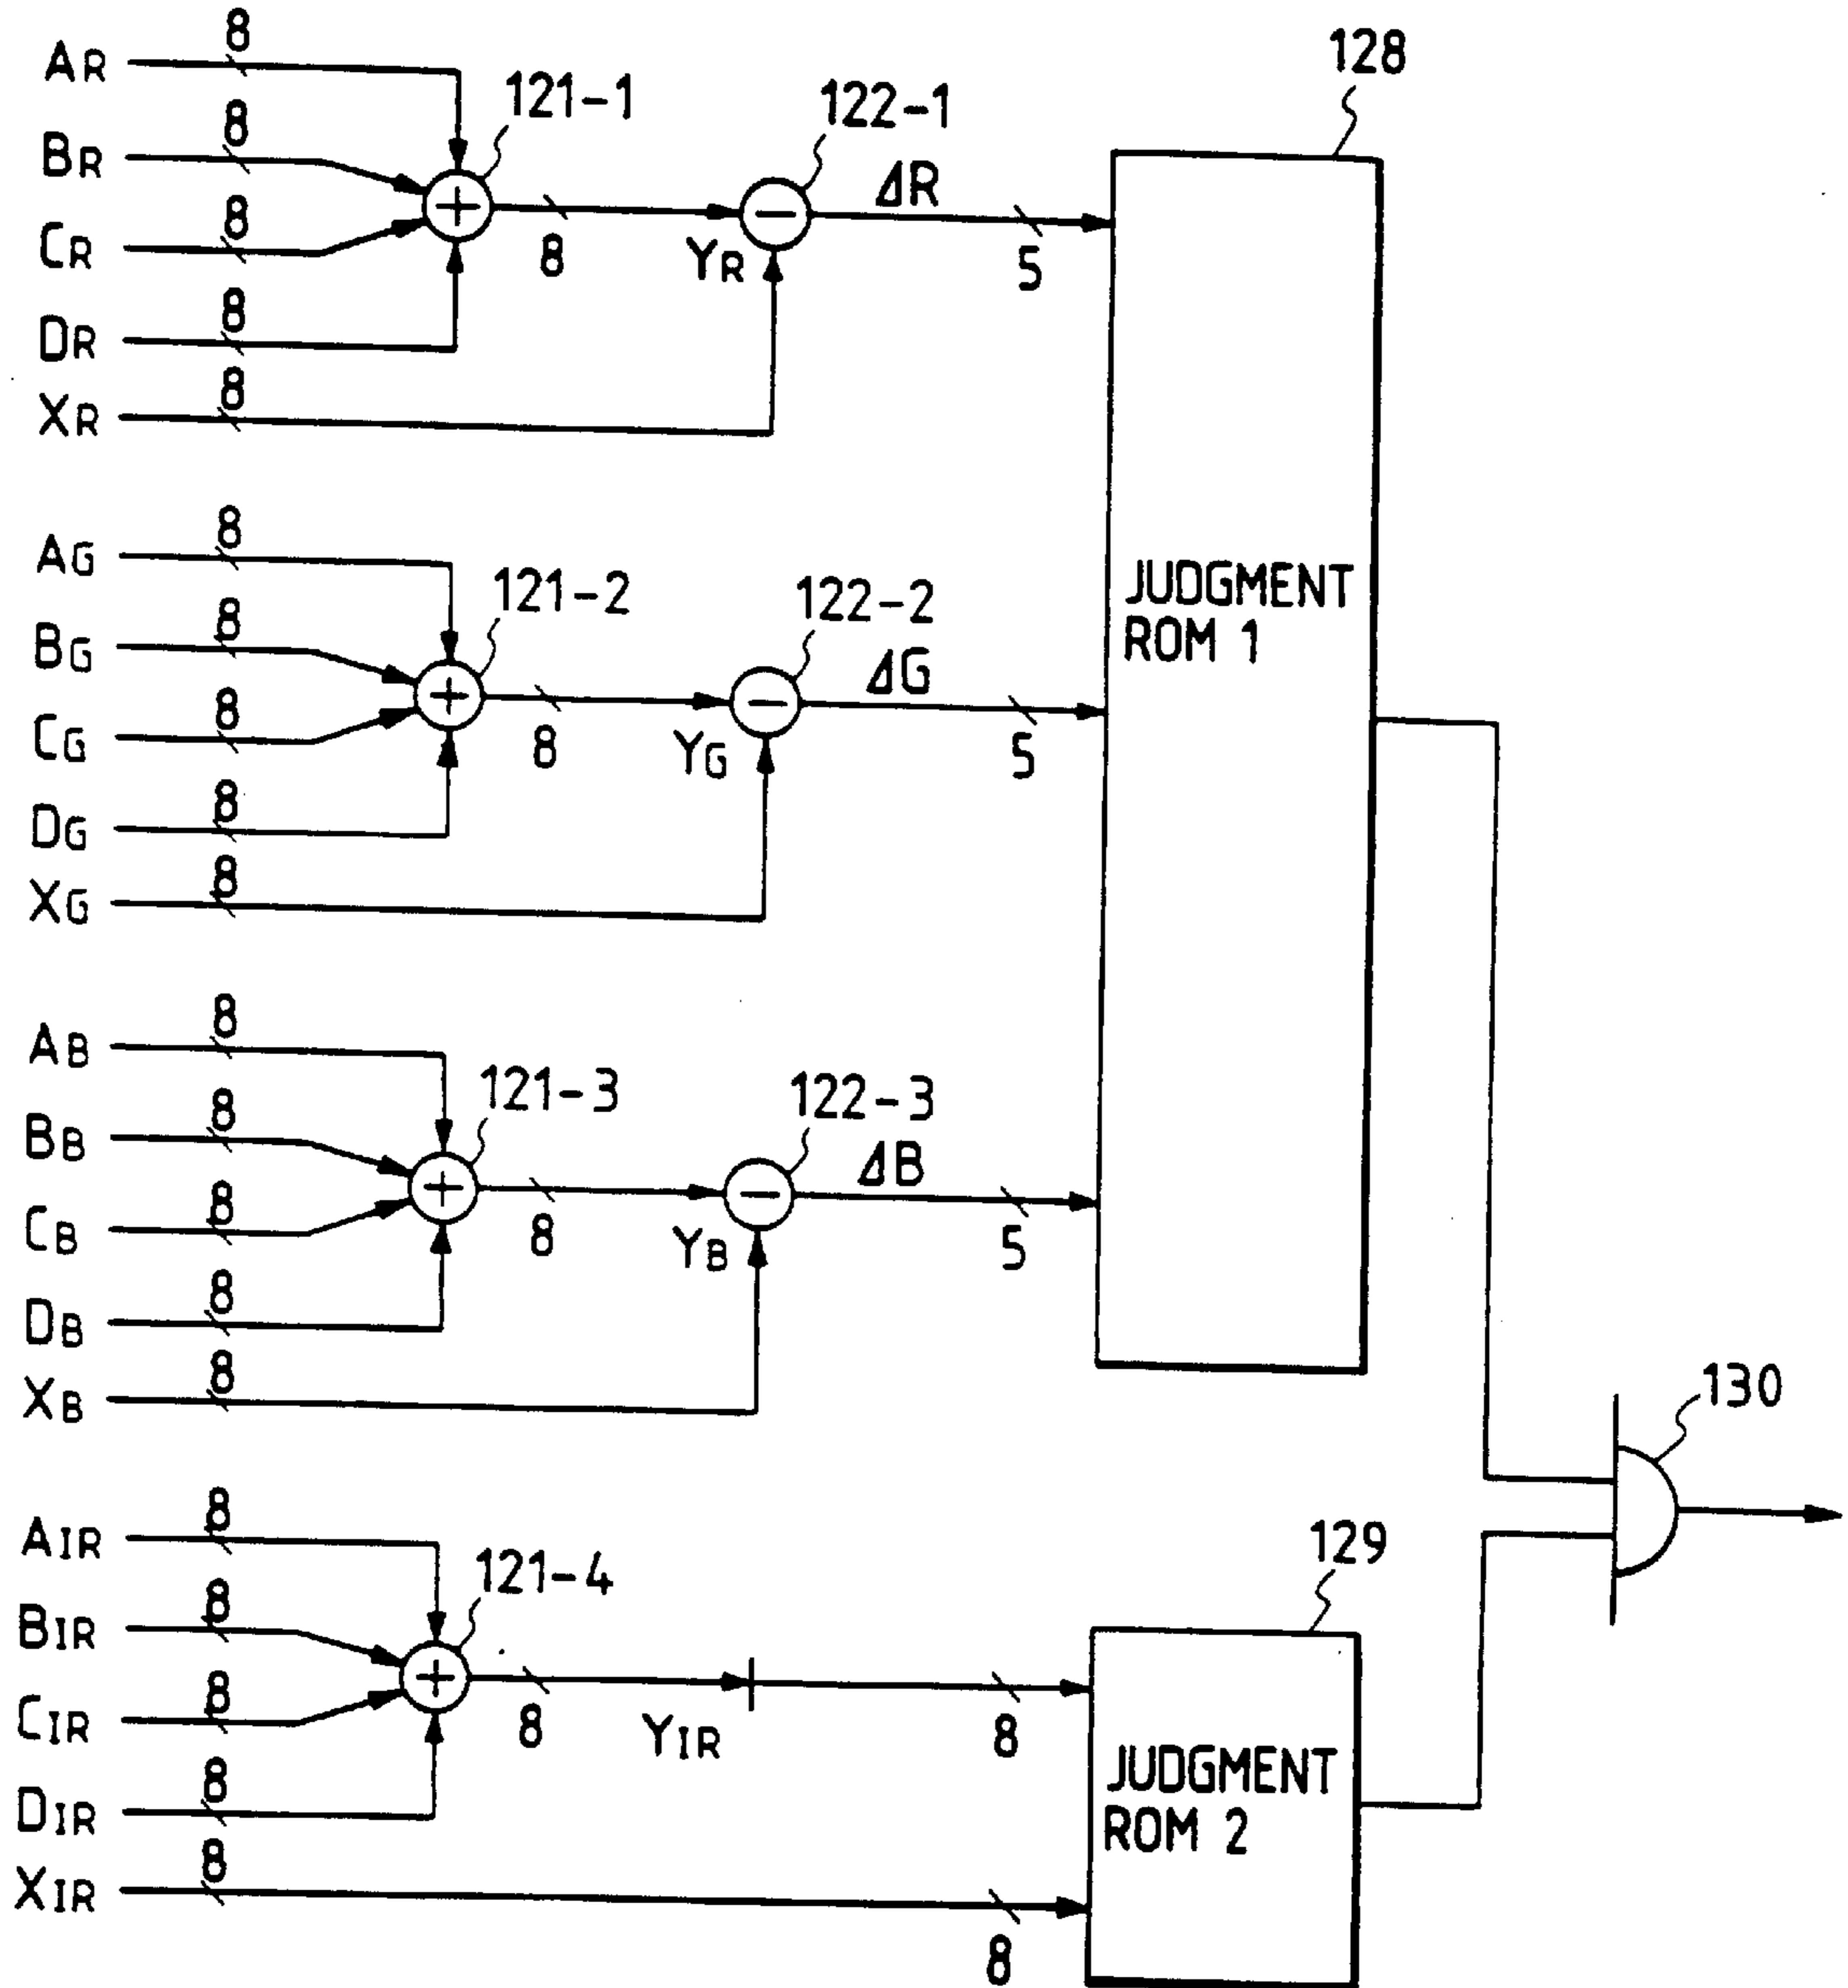 AR 8
121-1
122-1
128
BR 8
CR 8
8
YR
ΔR
5
DR 8
XR 8
AG 8
121-2
122-2
JUDGMENT
ROM 1
BG 8
CG 8
8
YG
ΔG
5
DG 8
XG 8
AB 8
121-3
122-3
BB 8
CB 8
8
YB
ΔB
5
DB 8
XB 8
130
AIR 8
121-4
129
BIR 8
CIR 8
8
YIR
8
JUDGMENT
ROM 2
DIR 8
XIR 8
8